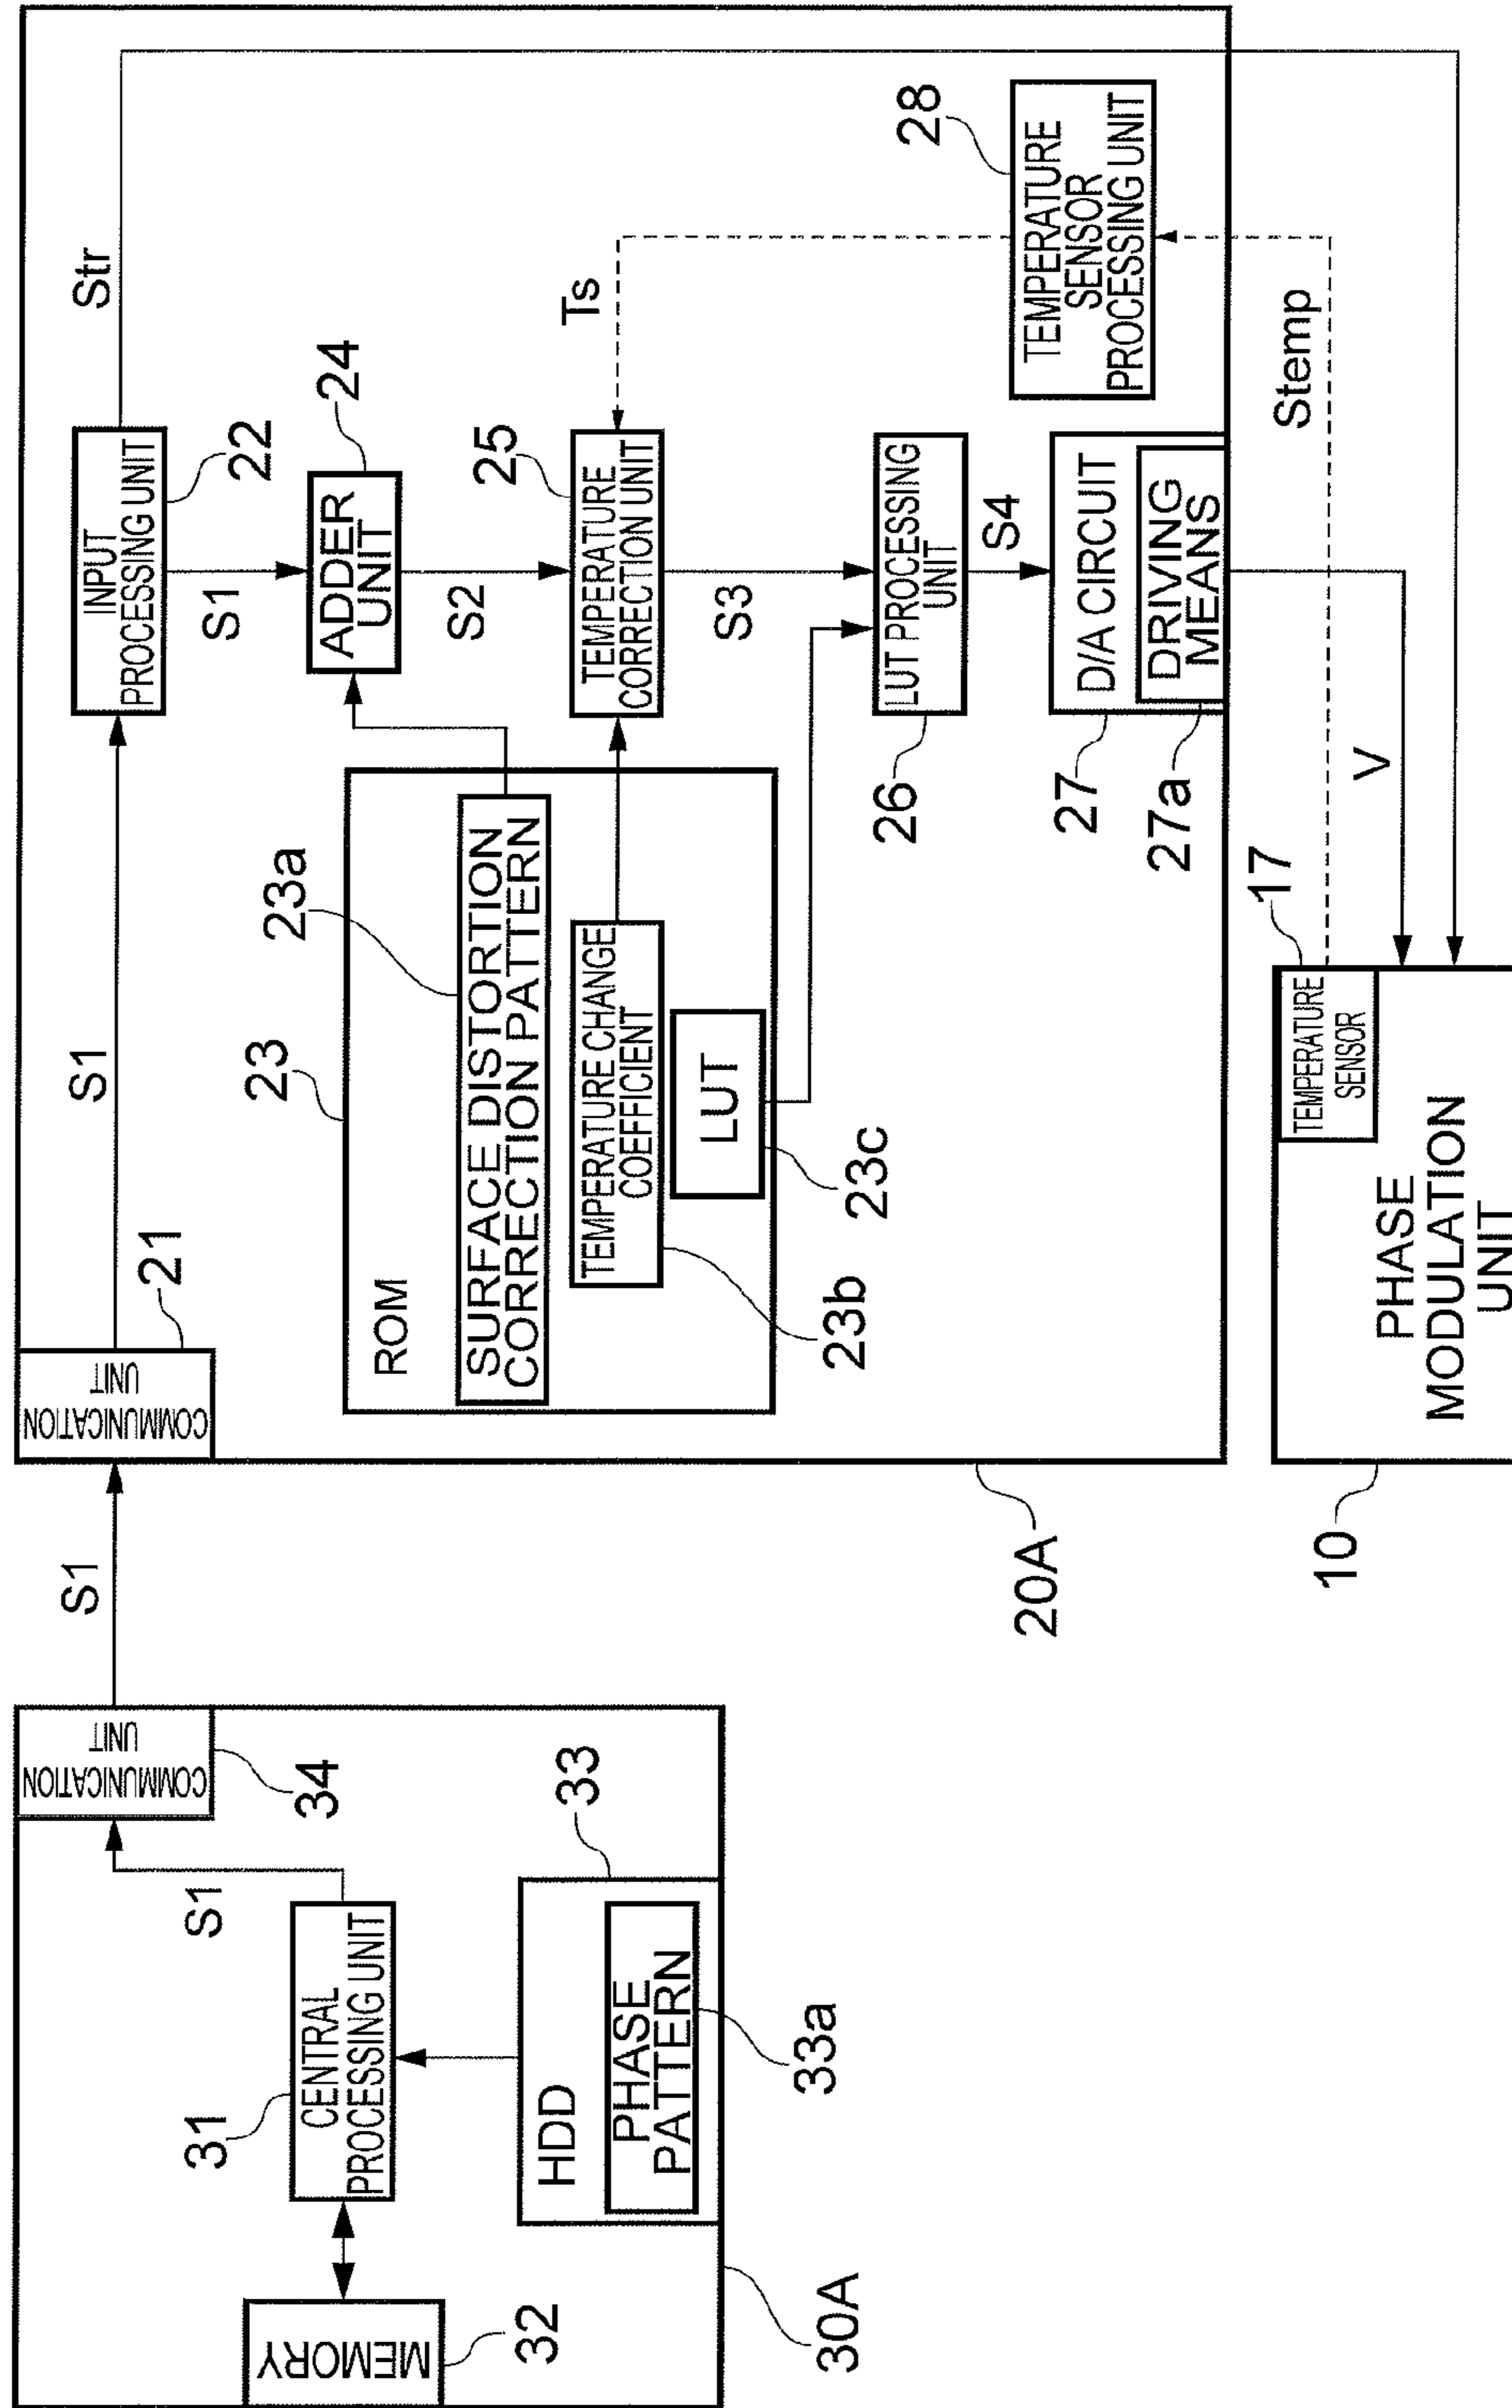 30A
MEMORY
32
31
CENTRAL
PROCESSING UNIT
S1
COMMUNICATION
UNIT
34
HDD
33
PHASE
PATTERN
33a
S1
20A
COMMUNICATION
UNIT
21
S1
INPUT
PROCESSING UNIT
22
Str
S1
ADDER
UNIT
24
S2
23
ROM
23a
SURFACE DISTORTION
CORRECTION PATTERN
TEMPERATURE CHANGE
COEFFICIENT
23b
LUT
23c
TEMPERATURE
CORRECTION UNIT
25
Ts
S3
LUT PROCESSING
UNIT
26
S4
D/A CIRCUIT
27
DRIVING
MEANS
27a
TEMPERATURE
SENSOR
PROCESSING UNIT
28
Stemp
V
TEMPERATURE
SENSOR
17
PHASE
MODULATION
UNIT
10